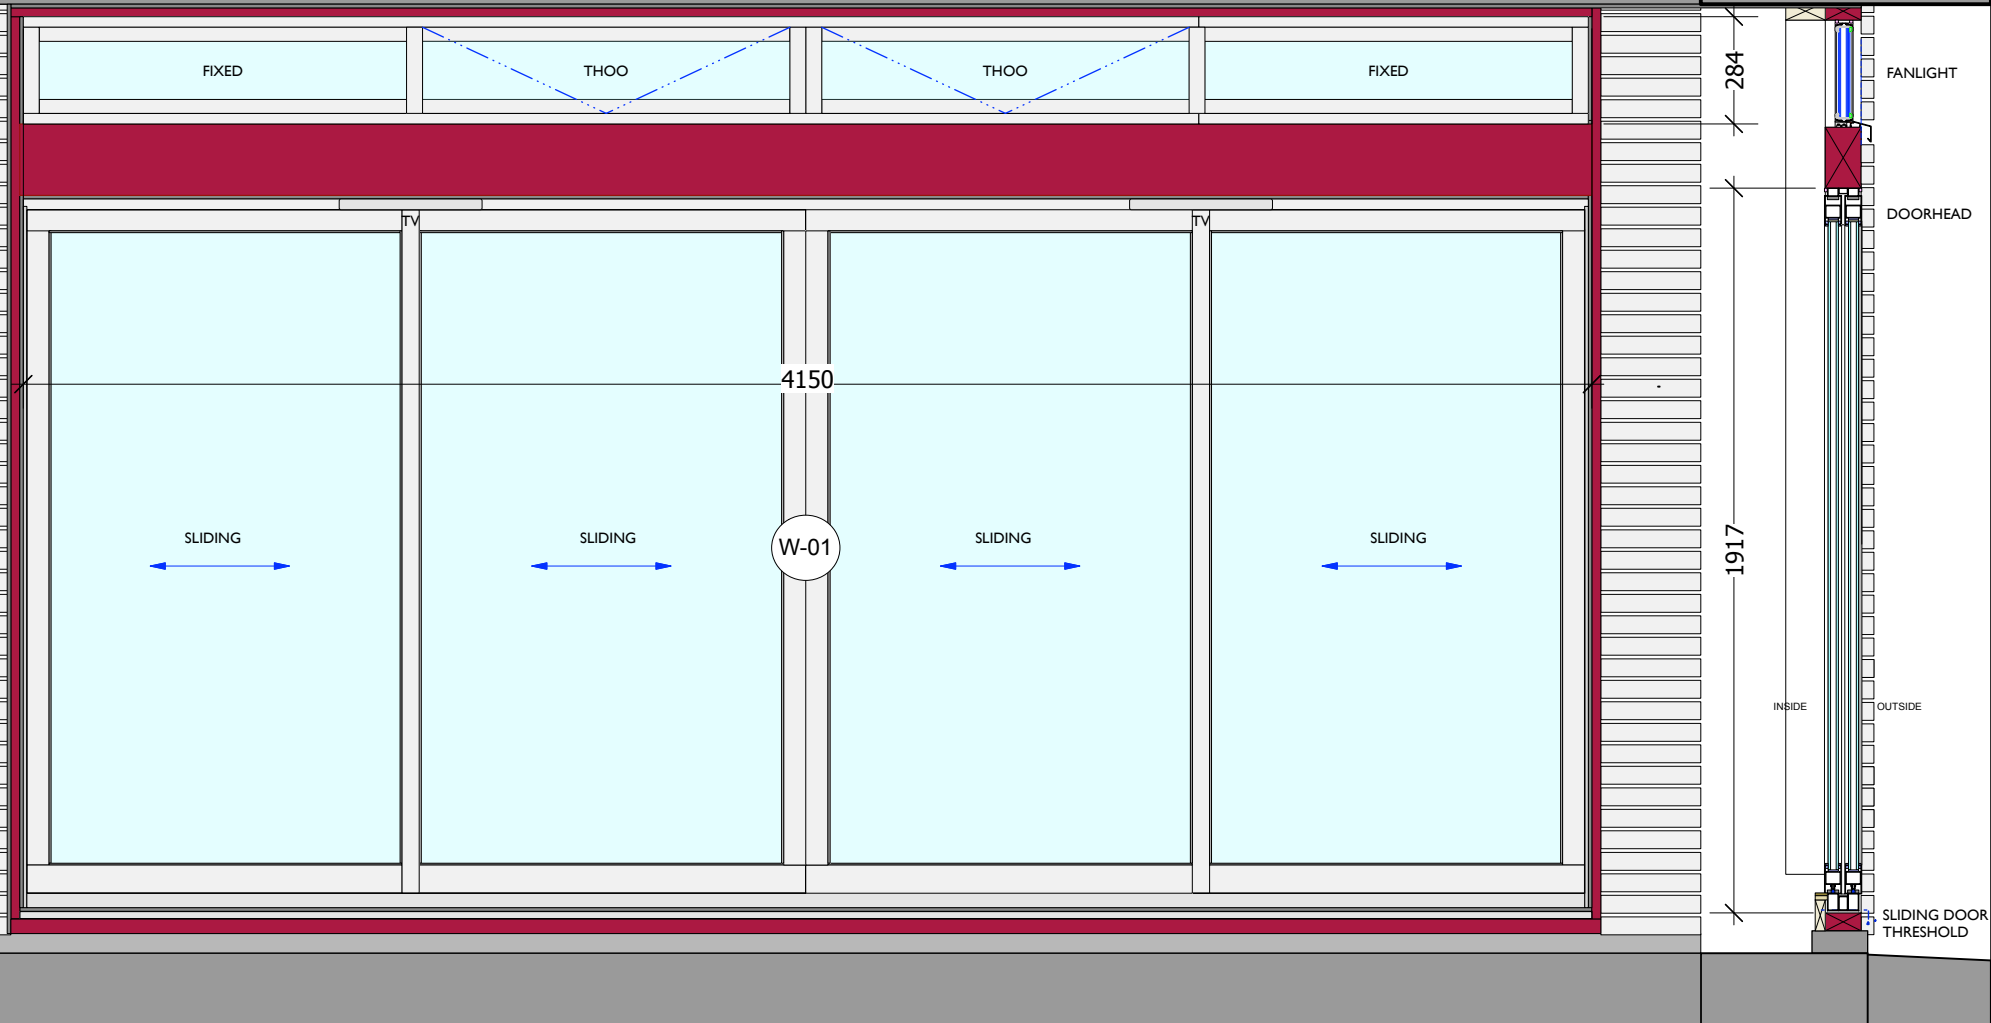 FIXED
THOO
THOO
FIXED
284
FANLIGHT
TV
TV
DOORHEAD
4150
SLIDING
SLIDING
SLIDING
SLIDING
W-01
1917
INSIDE
OUTSIDE
SLIDING DOOR
THRESHOLD